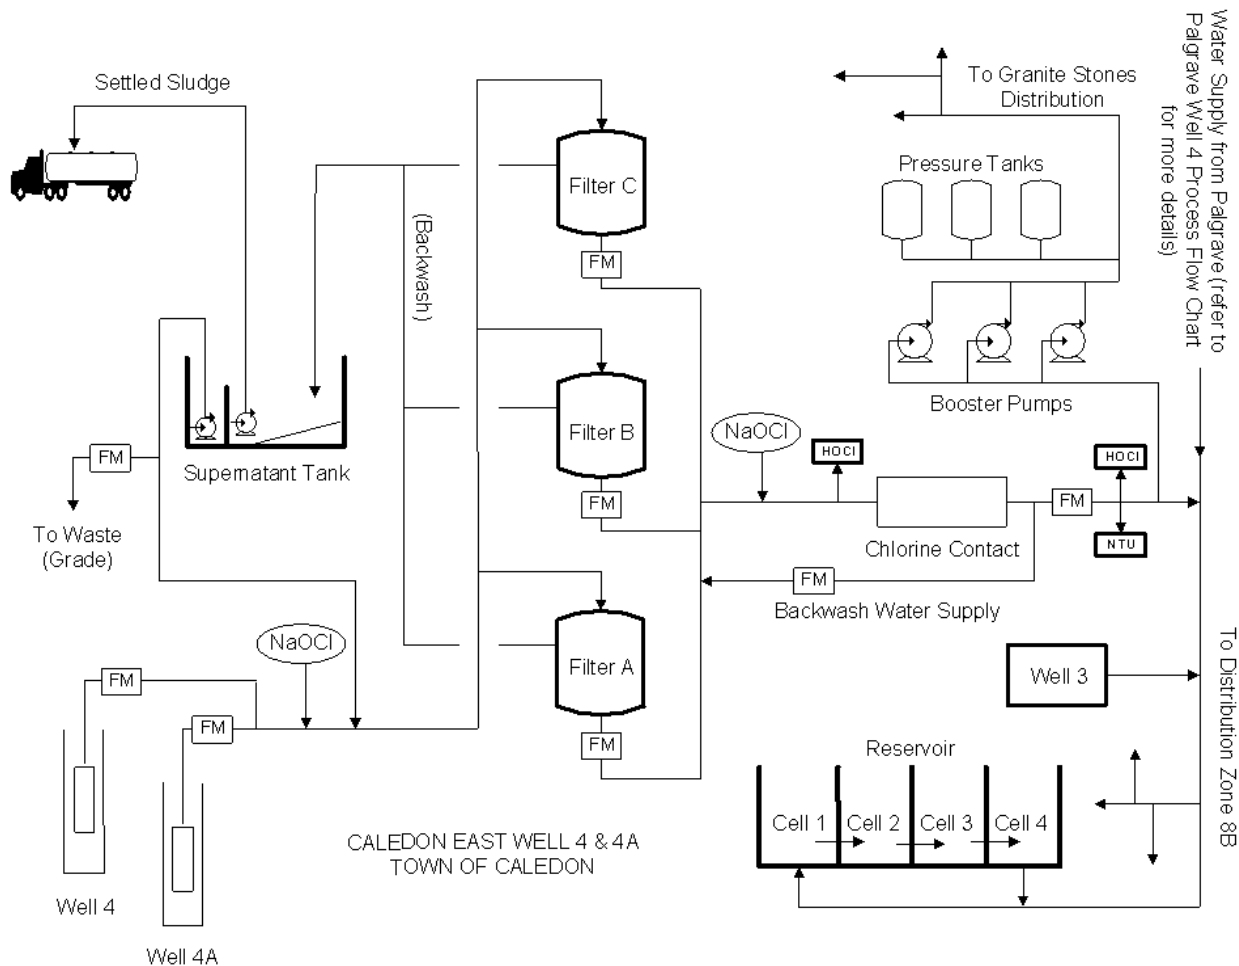 Water Supply from Palgrave (refer to
Palgrave Well 4 Process Flow Chart
for more details)
To Granite Stones
Distribution
Settled Sludge
Pressure Tanks
Filter C
FM
(Backwash)
Booster Pumps
Filter B
FM
NaOCl
HOCl
HOCl
FM
NTU
Chlorine Contact
Supernatant Tank
FM
To Waste
(Grade)
FM
Backwash Water Supply
NaOCl
Filter A
FM
Well 3
To Distribution Zone 8B
FM
FM
Reservoir
Cell 1
Cell 2
Cell 3
Cell 4
CALEDON EAST WELL 4 & 4A
TOWN OF CALEDON
Well 4
Well 4A